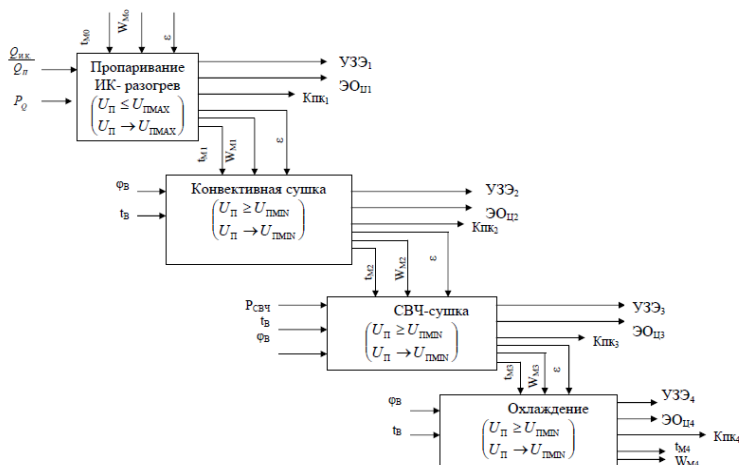 t_M0
W_M0
ε
Q_ИК
Q_П
P_Q
Пропаривание
ИК- разогрев
(U_П ≤ U_ПMAX)
(U_П → U_ПMAX)
УЗЭ₁
ЭО_Ц1
Кпк₁
t_M1
W_M1
ε
φ_В
t_В
Конвективная сушка
(U_П ≥ U_ПMIN)
(U_П → U_ПMIN)
УЗЭ₂
ЭО_Ц2
Кпк₂
t_M2
W_M2
ε
P_СВЧ
t_В
φ_В
СВЧ-сушка
(U_П ≥ U_ПMIN)
(U_П → U_ПMIN)
УЗЭ₃
ЭО_Ц3
Кпк₃
t_M3
W_M3
ε
φ_В
t_В
Охлаждение
(U_П ≥ U_ПMIN)
(U_П → U_ПMIN)
УЗЭ₄
ЭО_Ц4
Кпк₄
t_M4
W_M4